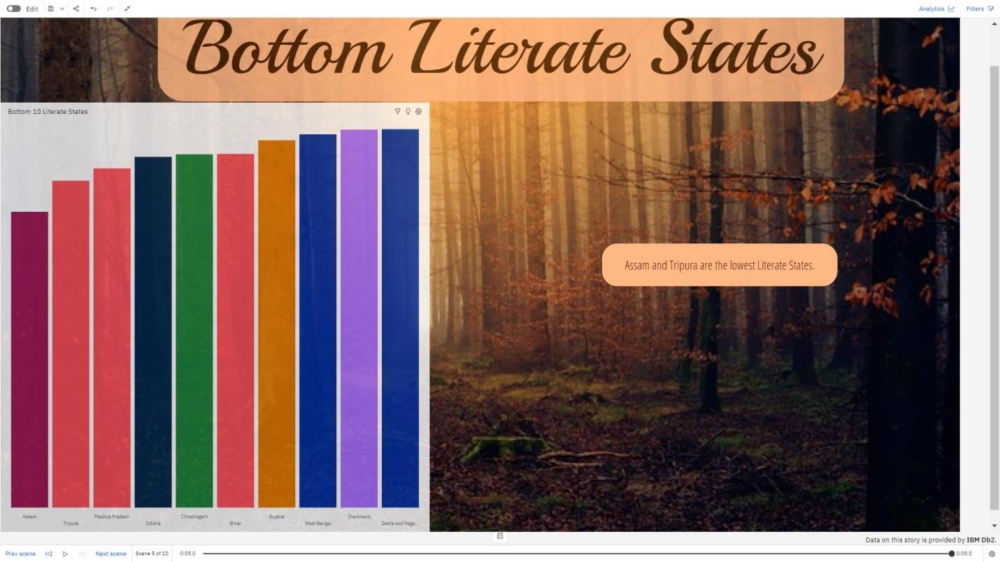 Edit
Analytics
Filters
Bottom Literate States
Bottom 10 Literate States
Assam and Tripura are the lowest Literate States.
Assam
Tripura
Madhya Pradesh
Odisha
Chhattisgarh
Bihar
Gujarat
West Bengal
Jharkhand
Dadra and Naga...
Data on this story is provided by IBM Db2.
Prev scene
Next scene
Scene 5 of 10
0:05.0
0:05.0